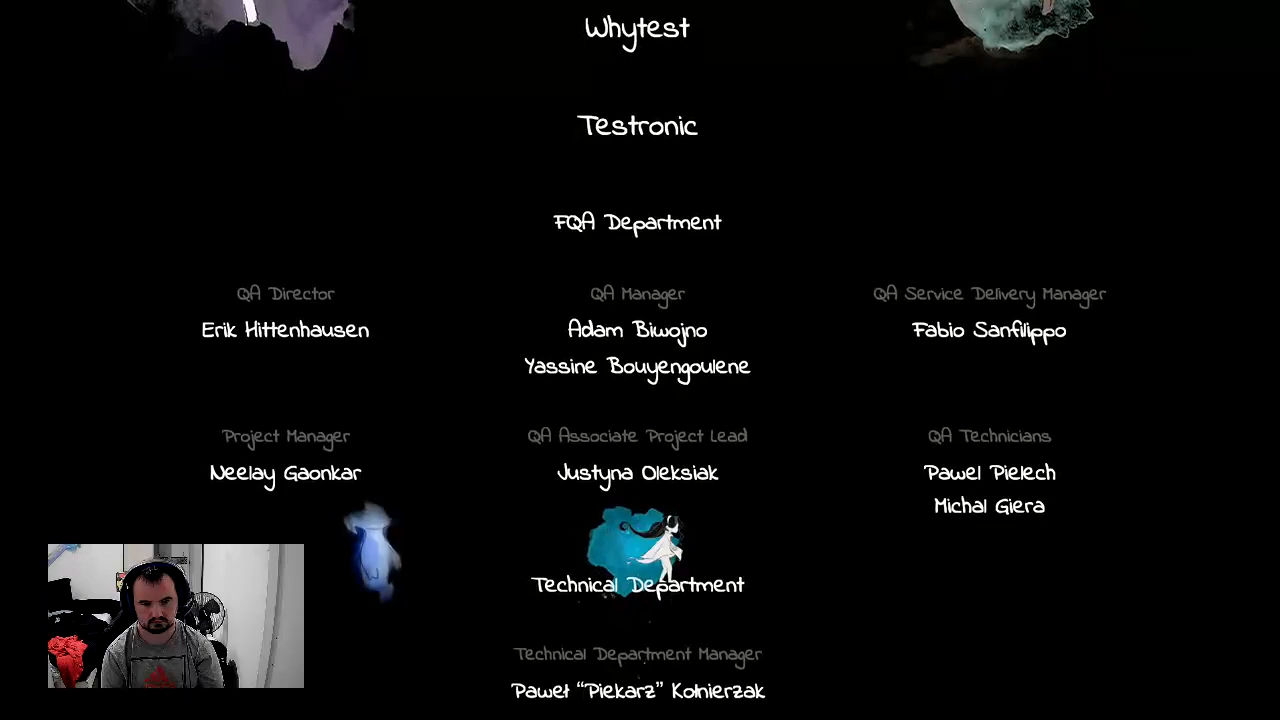 Whytest
Testronic
FQA Department
QA Director
Erik Hittenhausen
QA Manager
Adam Biwojno
Yassine Bouyengoulene
QA Service Delivery Manager
Fabio Sanfilippo
Project Manager
Neelay Gaonkar
QA Associate Project Lead
Justyna Oleksiak
QA Technicians
Pawel Pielech
Michal Giera
Technical Department
Technical Department Manager
Paweł “Piekarz” Kołnierzak